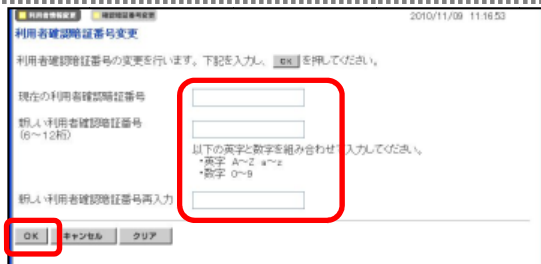 利用者情報変更 確認暗証番号変更
2010/11/09 11:16:53
利用者確認暗証番号変更
利用者確認暗証番号の変更を行います。下記を入力し、 OK を押してください。
現在の利用者確認暗証番号
新しい利用者確認暗証番号
(6～12桁)
以下の英字と数字を組み合わせて入力してください。
・英字 A～Z a～z
・数字 0～9
新しい利用者確認暗証番号再入力
OK キャンセル クリア